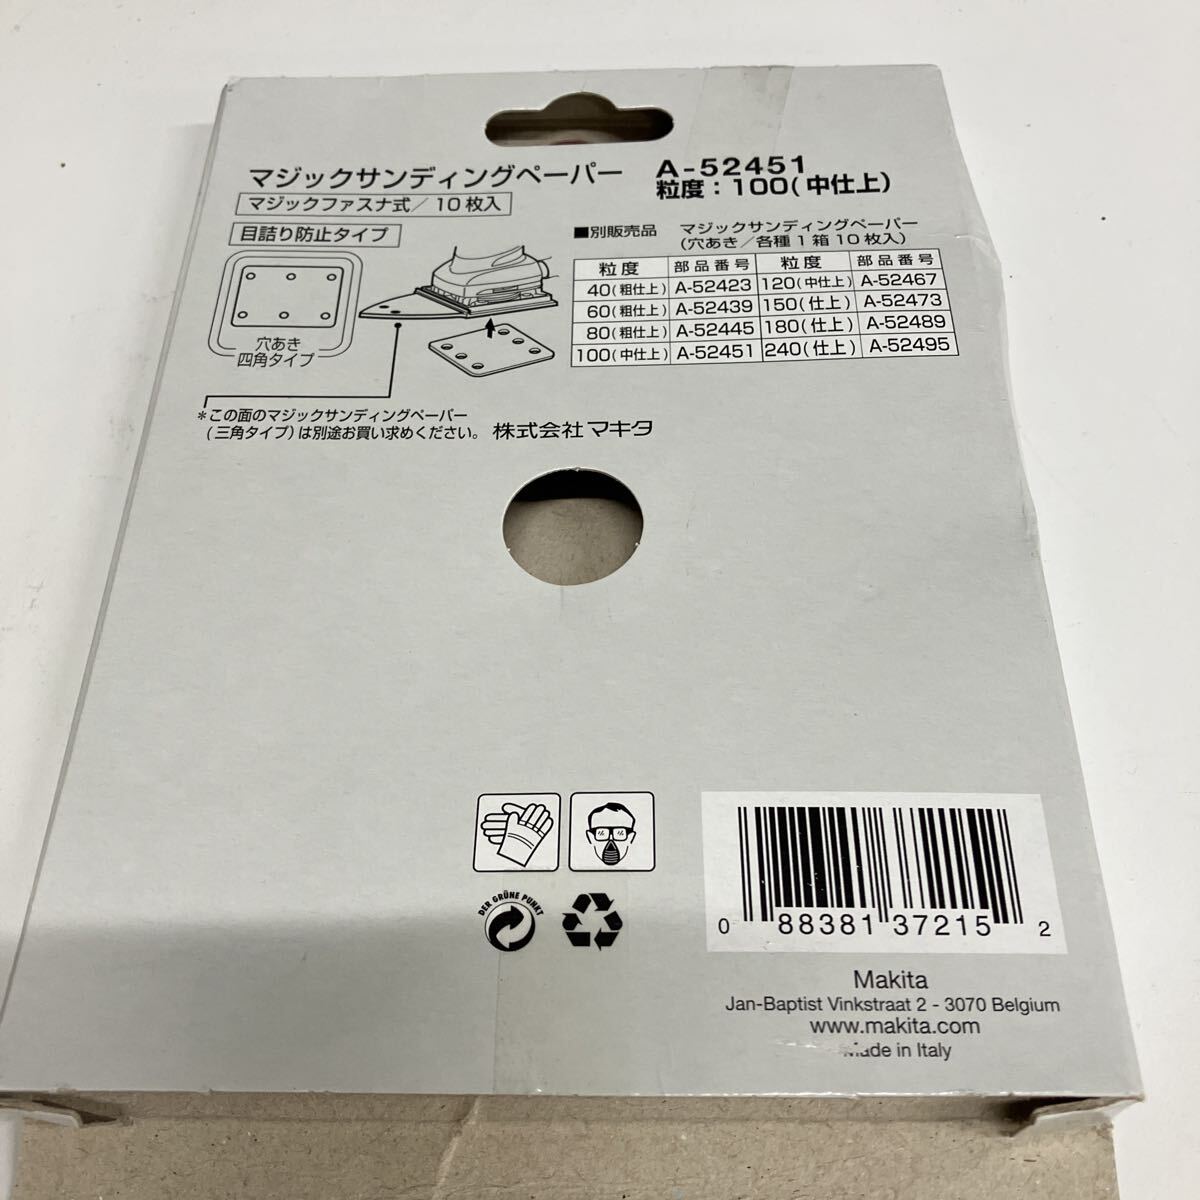 マジックサンディングペーパー A-52451
マジックファスナ式／10枚入 粒度：100(中仕上)
目詰り防止タイプ
穴あき
四角タイプ
■別販売品 マジックサンディングペーパー
(穴あき／各種1箱10枚入)
粒度 部品番号 粒度 部品番号
40(粗仕上) A-52423 120(中仕上) A-52467
60(粗仕上) A-52439 150(仕上) A-52473
80(粗仕上) A-52445 180(仕上) A-52489
100(中仕上) A-52451 240(仕上) A-52495
*この面のマジックサンディングペーパー
(三角タイプ)は別途お買い求めください。 株式会社マキタ
DER GRÜNE PUNKT
0 88381 37215 2
Makita
Jan-Baptist Vinkstraat 2 - 3070 Belgium
www.makita.com
Made in Italy